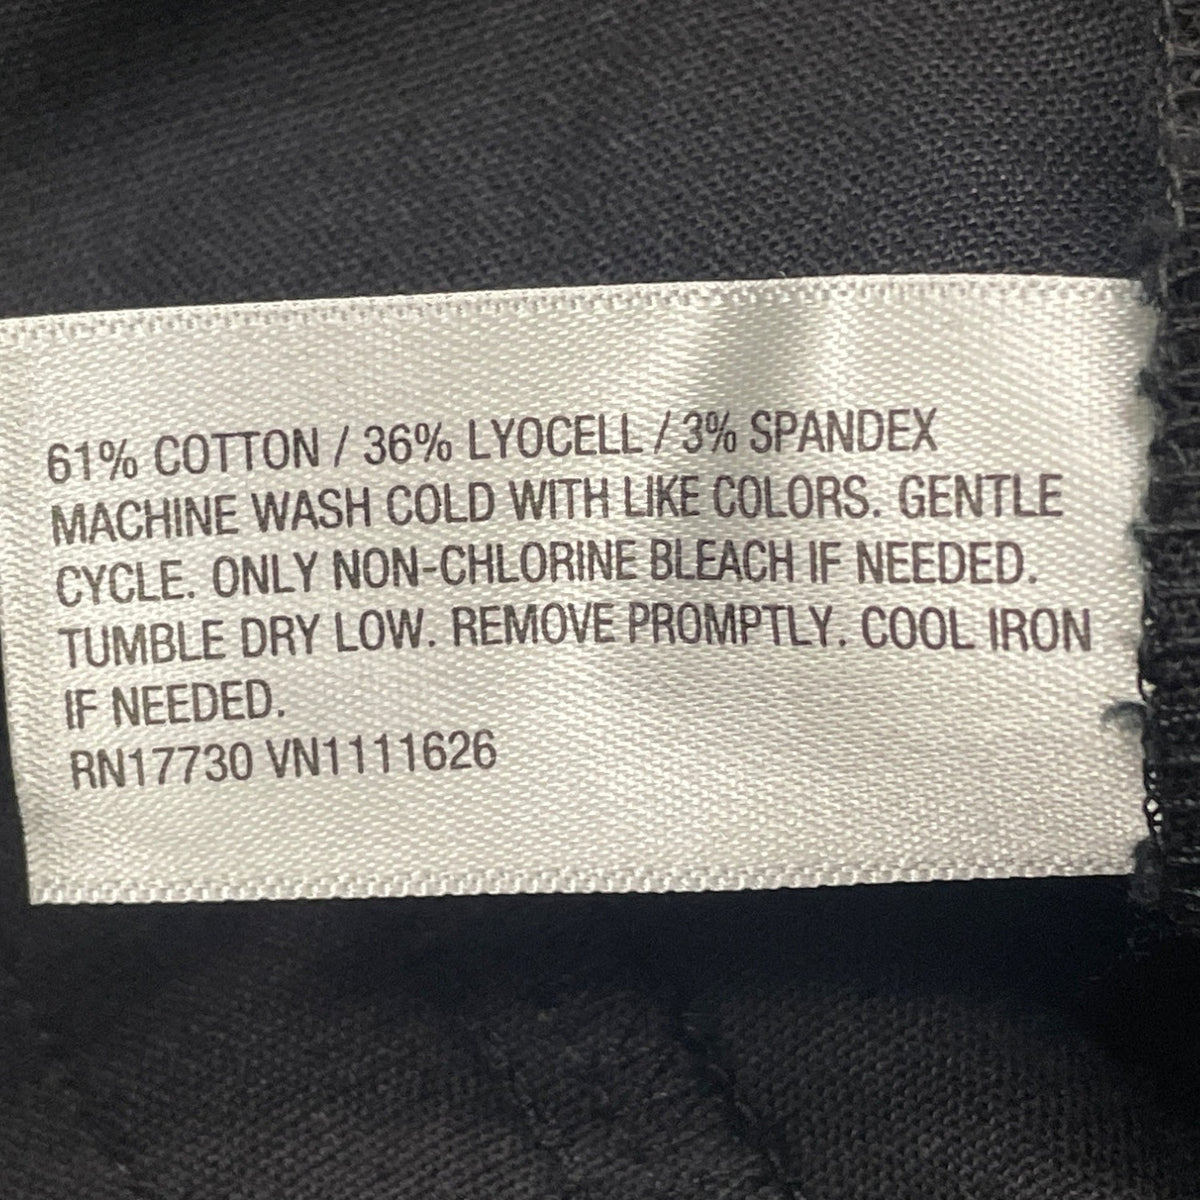 61% COTTON / 36% LYOCELL / 3% SPANDEX
MACHINE WASH COLD WITH LIKE COLORS. GENTLE
CYCLE. ONLY NON-CHLORINE BLEACH IF NEEDED.
TUMBLE DRY LOW. REMOVE PROMPTLY. COOL IRON
IF NEEDED.
RN17730 VN1111626